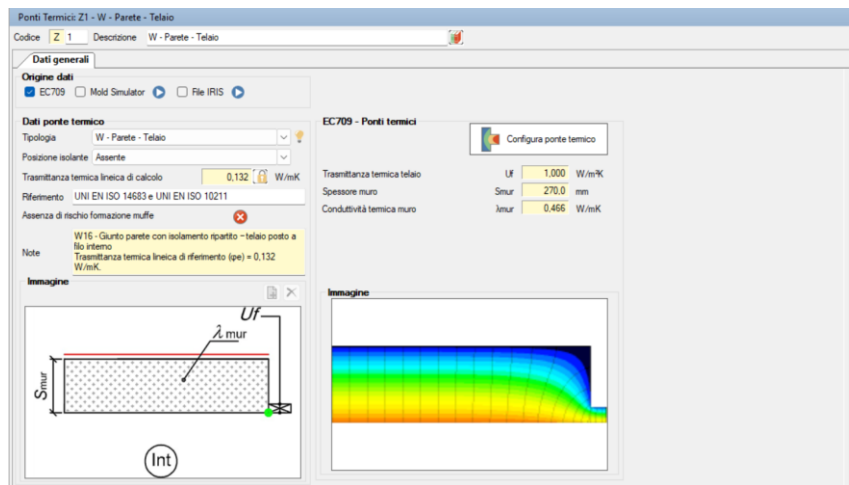 Ponti Termici: Z1 - W - Parete - Telaio
Codice Z 1 Descrizione W - Parete - Telaio
Dati generali
Origine dati
EC709 Mold Simulator File IRIS
Dati ponte termico
Tipologia W - Parete - Telaio
Posizione isolante Assente
Trasmittanza termica lineica di calcolo 0,132 W/mK
Riferimento UNI EN ISO 14683 e UNI EN ISO 10211
Assenza di rischio formazione muffe
Note
W16 - Giunto parete con isolamento ripartito – telaio posto a
filo interno
Trasmittanza termica lineica di riferimento (φe) = 0,132
W/mK.
Immagine
Uf
λ mur
Smur
Int
EC709 - Ponti termici
Configura ponte termico
Trasmittanza termica telaio Uf 1,000 W/m²K
Spessore muro Smur 270,0 mm
Conduttività termica muro λmur 0,466 W/mK
Immagine